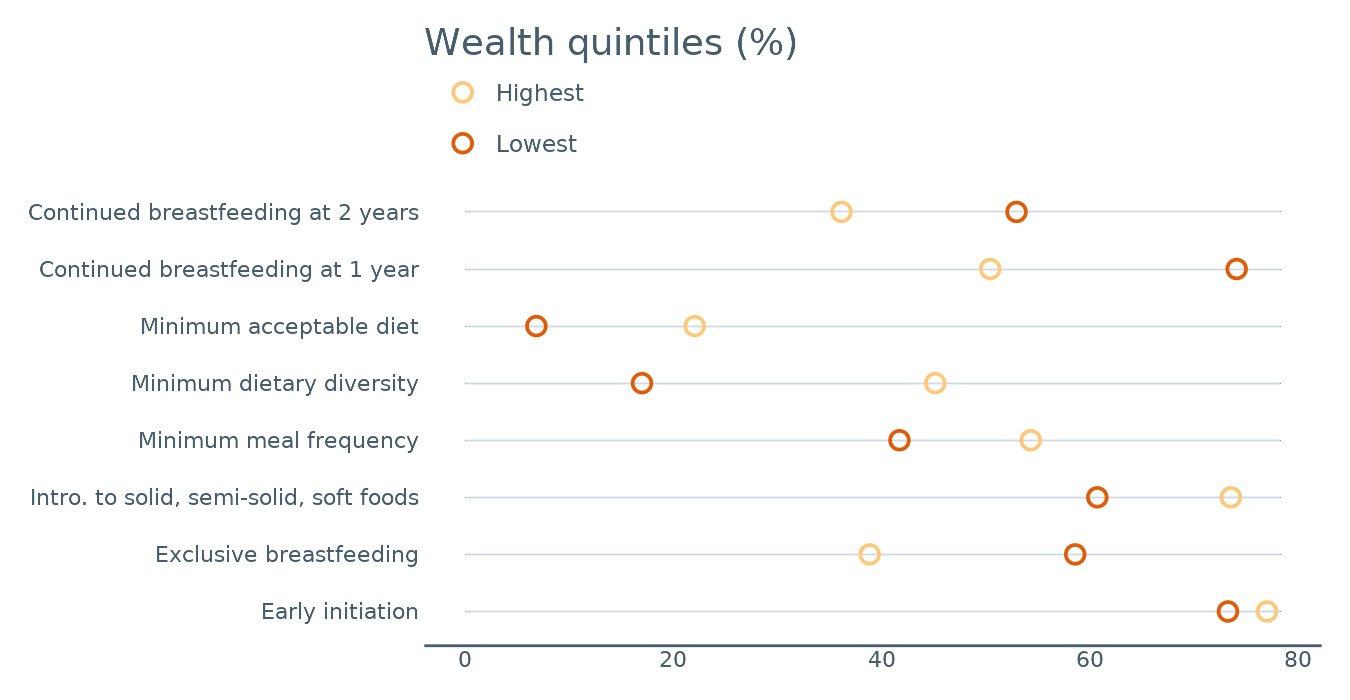 Wealth quintiles (%)
Highest
Lowest
Continued breastfeeding at 2 years
Continued breastfeeding at 1 year
Minimum acceptable diet
Minimum dietary diversity
Minimum meal frequency
Intro. to solid, semi-solid, soft foods
Exclusive breastfeeding
Early initiation
0 20 40 60 80